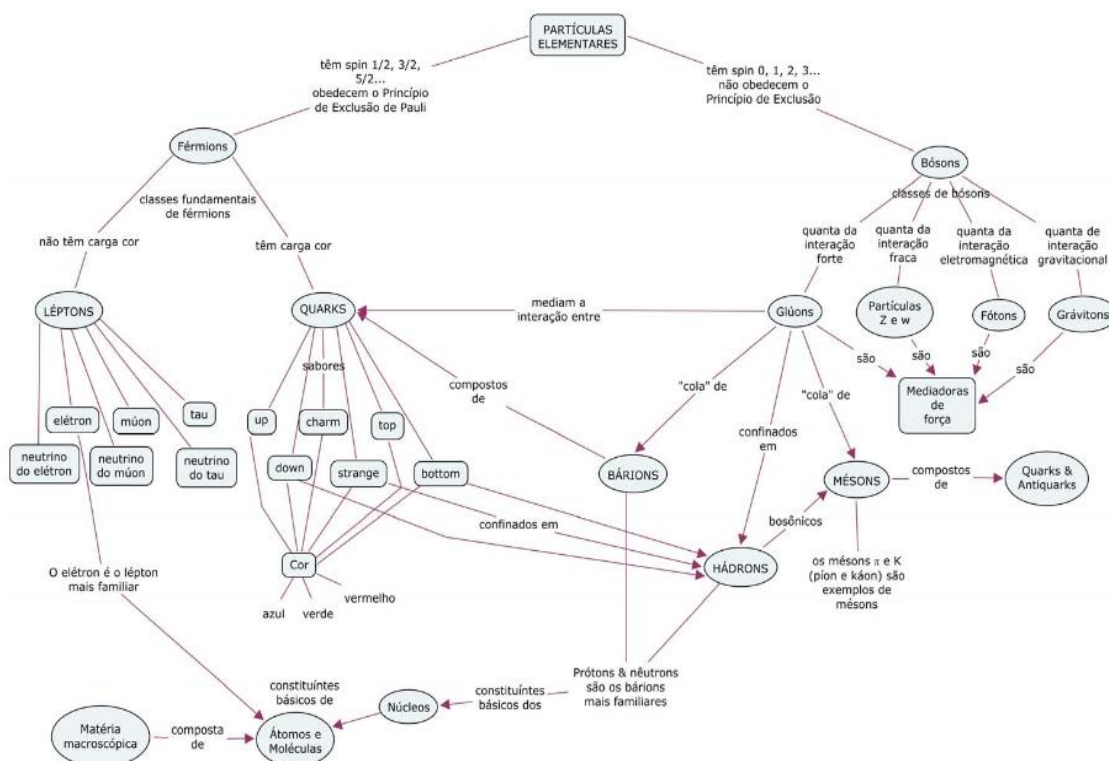 PARTÍCULAS
ELEMENTARES
têm spin 1/2, 3/2,
5/2...
obedecem o Princípio
de Exclusão de Pauli
têm spin 0, 1, 2, 3...
não obedecem o
Princípio de Exclusão
Férmions
Bósons
classes fundamentais
de férmions
classes de bósons
não têm carga cor
têm carga cor
quanta da
interação
forte
quanta da
interação
fraca
quanta da
interação
eletromagnética
quanta de
interação
gravitacional
LÉPTONS
QUARKS
mediam a
interação entre
Glúons
Partículas
Z e w
Fótons
Grávitons
são
são
são
são
Mediadoras
de
força
sabores
compostos
de
"cola" de
"cola" de
confinados
em
elétron
múon
tau
neutrino
do elétron
neutrino
do múon
neutrino
do tau
up
charm
top
down
strange
bottom
BÁRIONS
MÉSONS
compostos
de
Quarks &
Antiquarks
confinados em
bosônicos
HÁDRONS
os mésons π e K
(píon e káon) são
exemplos de
mésons
Cor
azul
verde
vermelho
O elétron é o lépton
mais familiar
Prótons & nêutrons
são os bárions
mais familiares
constituíntes
básicos dos
Núcleos
constituíntes
básicos de
Matéria
macroscópica
composta
de
Átomos e
Moléculas